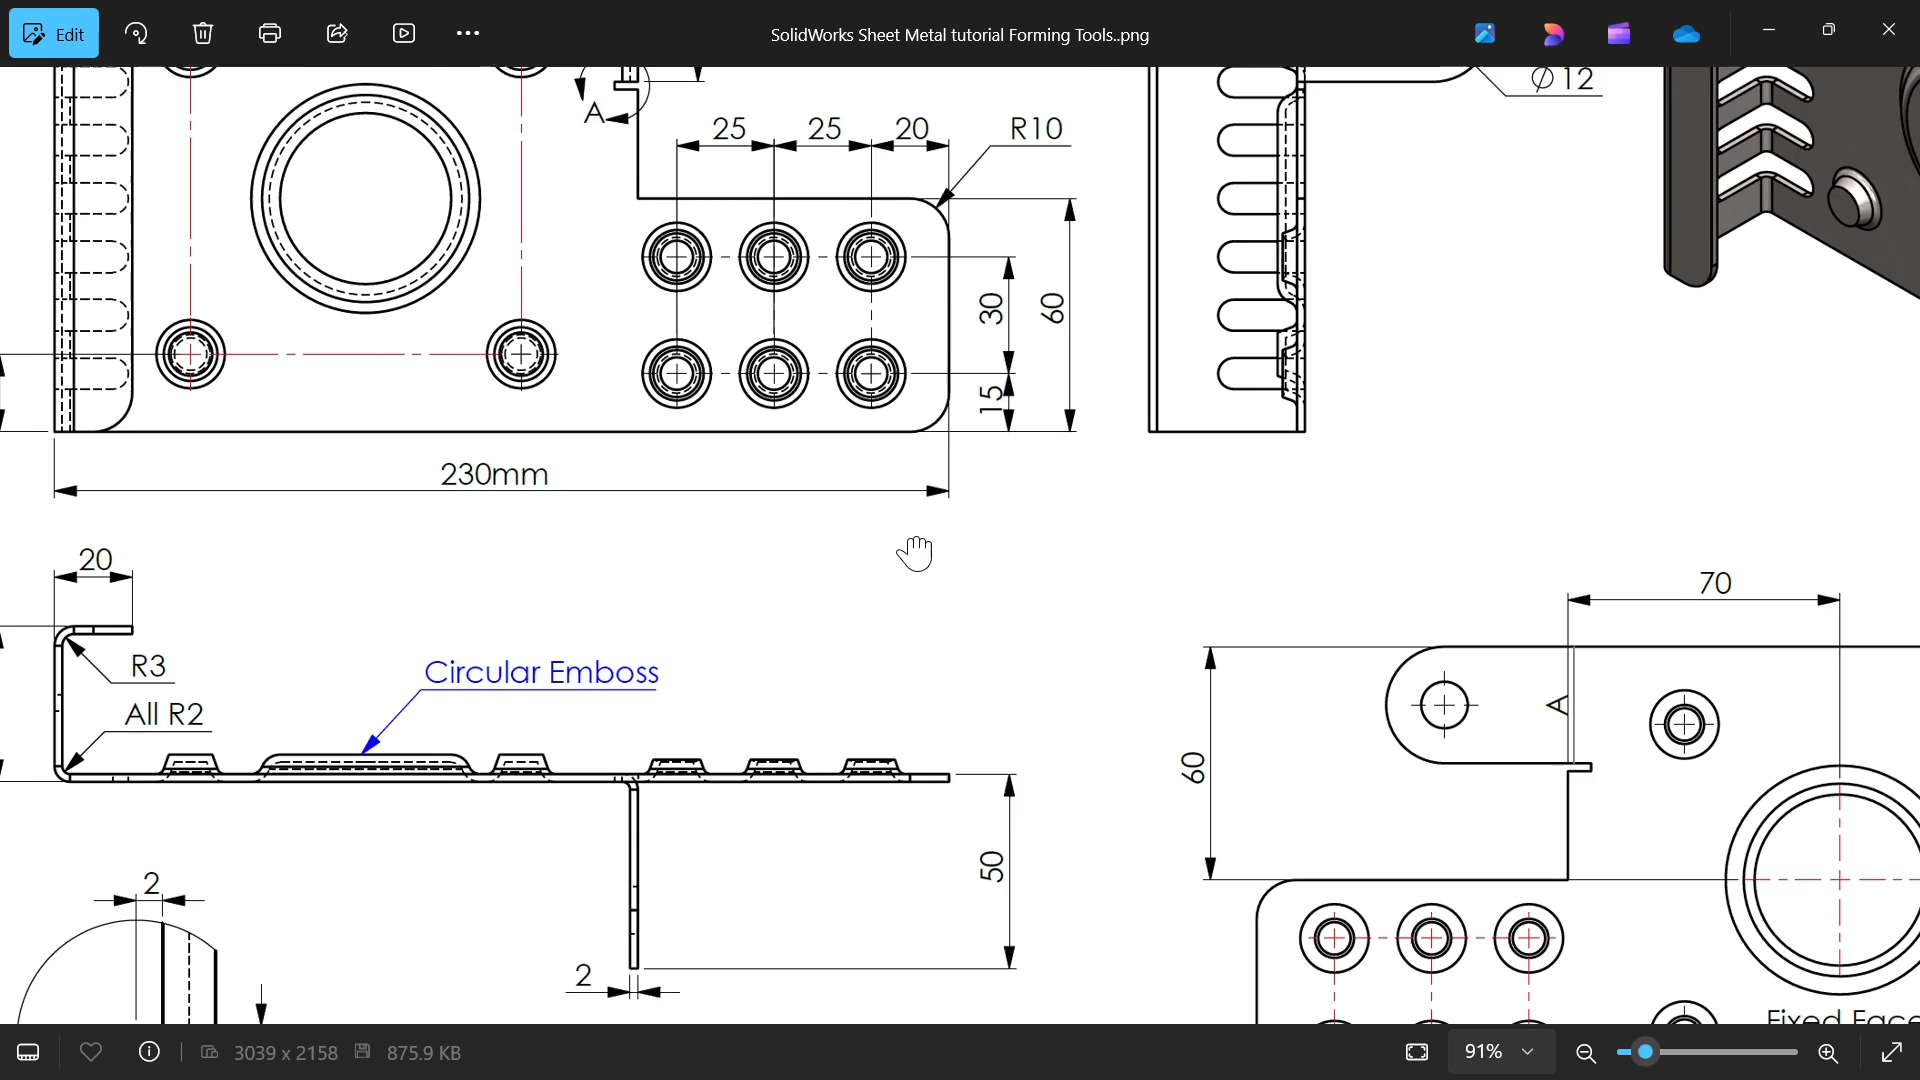 Edit
SolidWorks Sheet Metal tutorial Forming Tools..png
A
25
25
20
R10
Ø12
30
60
15
230mm
20
R3
All R2
Circular Emboss
50
2
2
70
A
60
Fixed Face
3039 x 2158
875.9 KB
91%